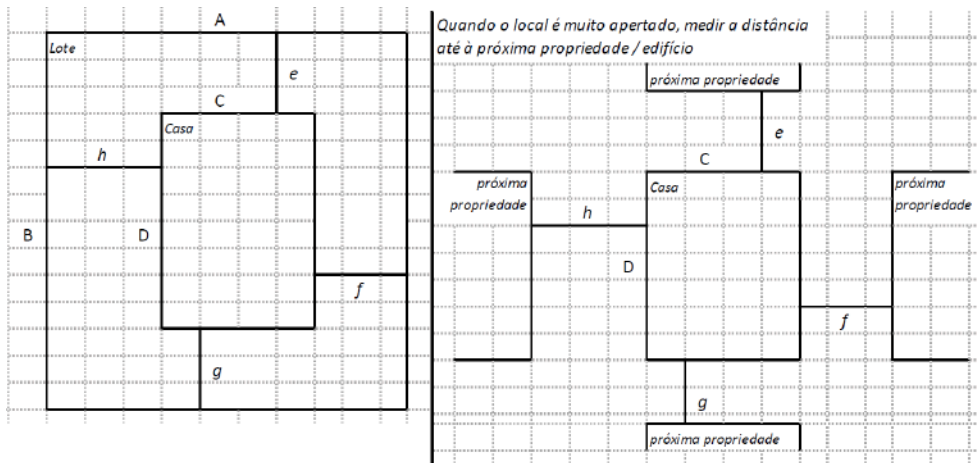 A
Lote
e
C
Casa
h
B
D
f
g
Quando o local é muito apertado, medir a distância
até à próxima propriedade / edifício
próxima propriedade
e
C
próxima
propriedade
Casa
próxima
propriedade
h
D
f
g
próxima propriedade